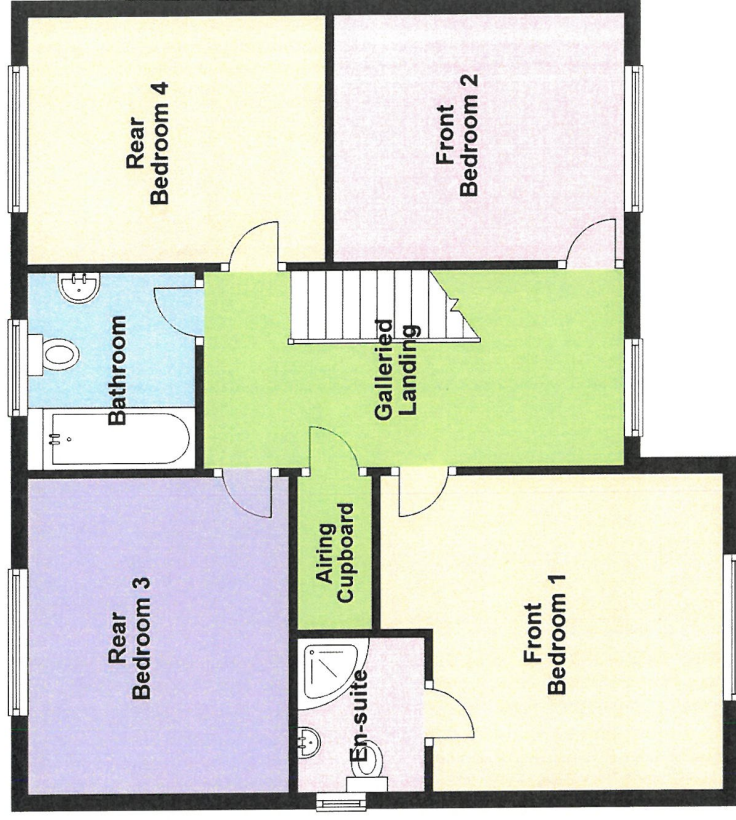 Rear
Bedroom 4
Front
Bedroom 2
Bathroom
Galleried
Landing
Airing
Cupboard
Rear
Bedroom 3
En-suite
Front
Bedroom 1